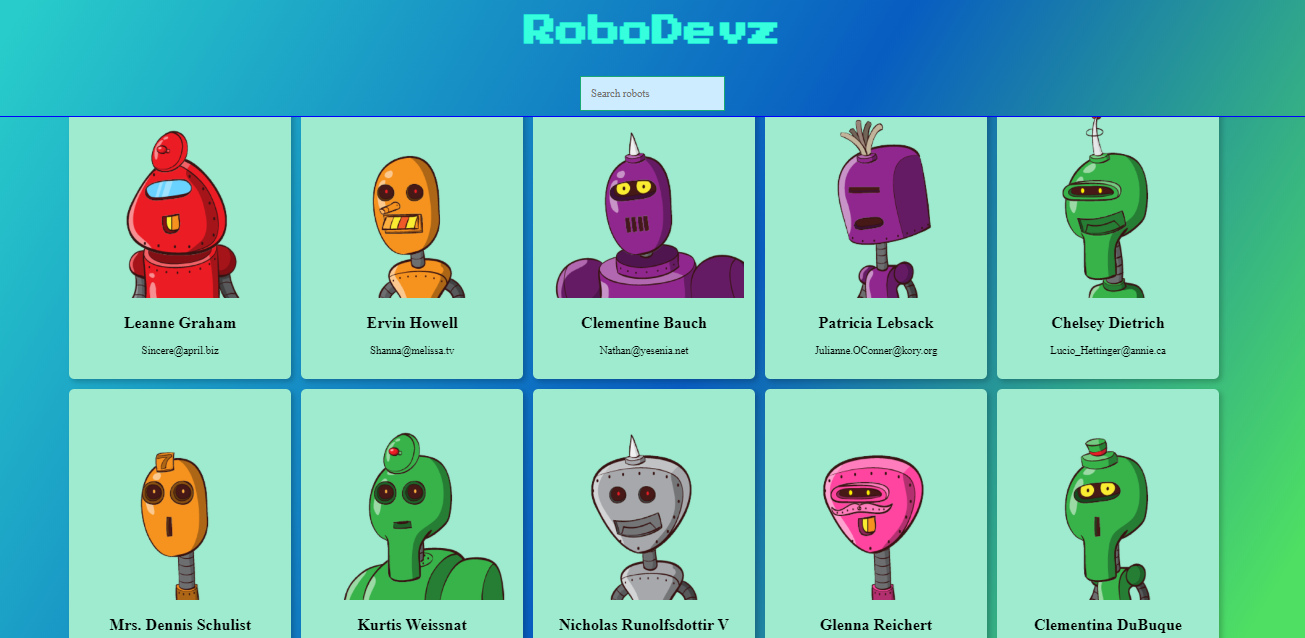 RoboDevz
Search robots
Leanne Graham
Sincere@april.biz
Ervin Howell
Shanna@melissa.tv
Clementine Bauch
Nathan@yesenia.net
Patricia Lebsack
Julianne.OConner@kory.org
Chelsey Dietrich
Lucio_Hettinger@annie.ca
7
Mrs. Dennis Schulist
Kurtis Weissnat
Nicholas Runolfsdottir V
Glenna Reichert
Clementina DuBuque